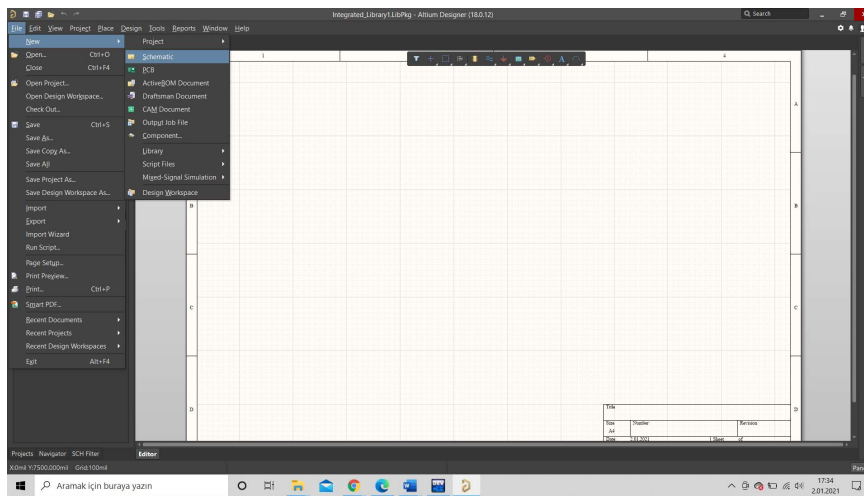 Integrated_Library1.LibPkg - Altium Designer (18.0.12)
Search
File Edit View Project Place Design Tools Reports Window Help
New
Open... Ctrl+O
Close Ctrl+F4
Open Project...
Open Design Workspace...
Check Out...
Save Ctrl+S
Save As...
Save Copy As...
Save All
Save Project As...
Save Design Workspace As...
Import
Export
Import Wizard
Run Script...
Page Setup...
Print Preview...
Print... Ctrl+P
Smart PDF...
Recent Documents
Recent Projects
Recent Design Workspaces
Exit Alt+F4
Project
Schematic
PCB
ActiveBOM Document
Draftsman Document
CAM Document
Output Job File
Component...
Library
Script Files
Mixed-Signal Simulation
Design Workspace
1
4
A
B
B
C
C
D
D
Title
Size Number Revision
A4
Date 2.01.2021 Sheet of
Projects Navigator SCH Filter Editor
X:0mil Y:7500.000mil Grid:100mil
Pan
Aramak için buraya yazın
17:34
2.01.2021